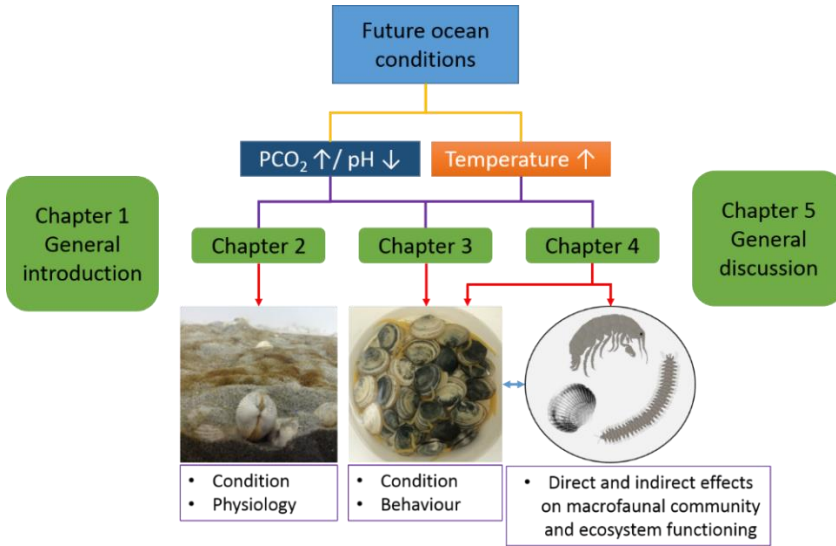 Future ocean
conditions
PCO₂ ↑/ pH ↓
Temperature ↑
Chapter 1
General
introduction
Chapter 2
Chapter 3
Chapter 4
Chapter 5
General
discussion
• Condition
• Physiology
• Condition
• Behaviour
• Direct and indirect effects
on macrofaunal community
and ecosystem functioning